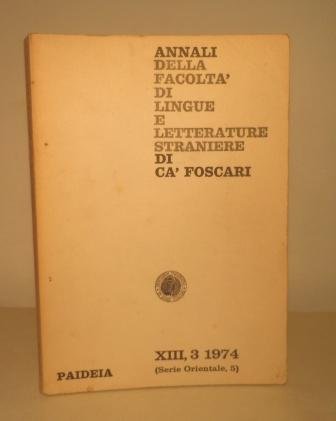 ANNALI
DELLA
FACOLTA'
DI
LINGUE
E
LETTERATURE
STRANIERE
DI
CA' FOSCARI
PAIDEIA
XIII, 3 1974
(Serie Orientale, 5)